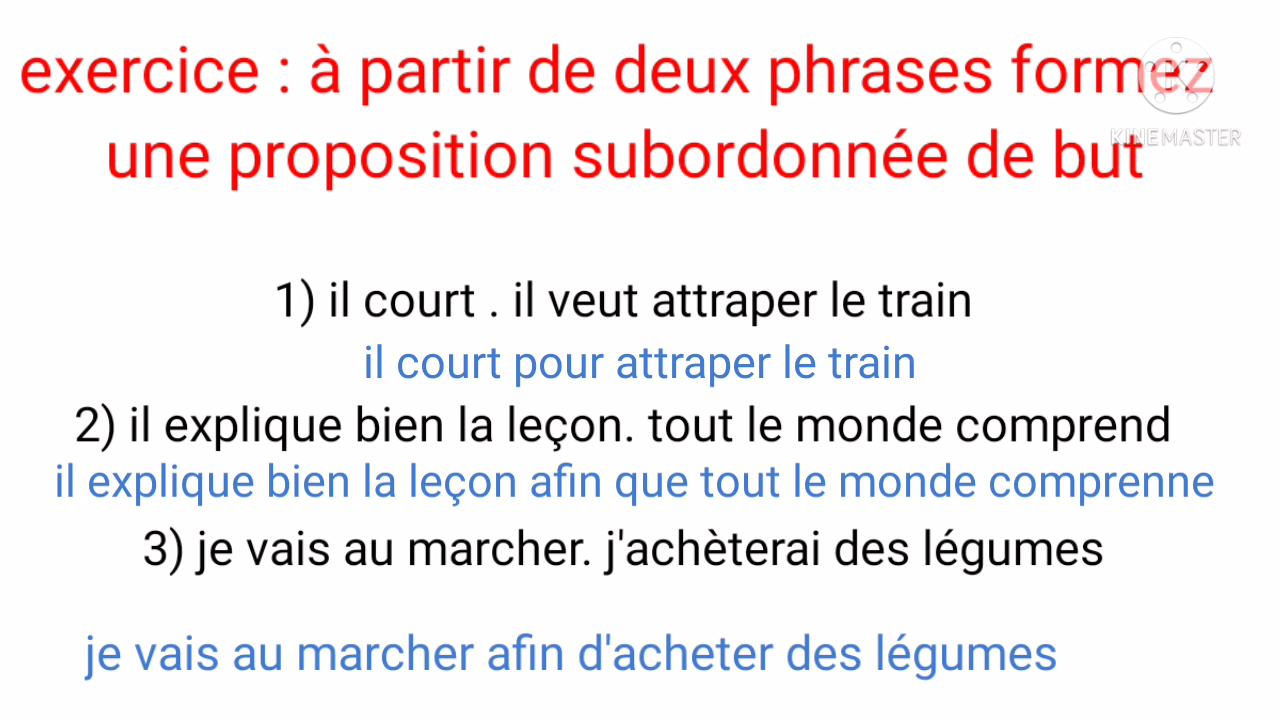 exercice : à partir de deux phrases formez
KINEMASTER
une proposition subordonnée de but
1) il court . il veut attraper le train
il court pour attraper le train
2) il explique bien la leçon. tout le monde comprend
il explique bien la leçon afin que tout le monde comprenne
3) je vais au marcher. j'achèterai des légumes
je vais au marcher afin d'acheter des légumes